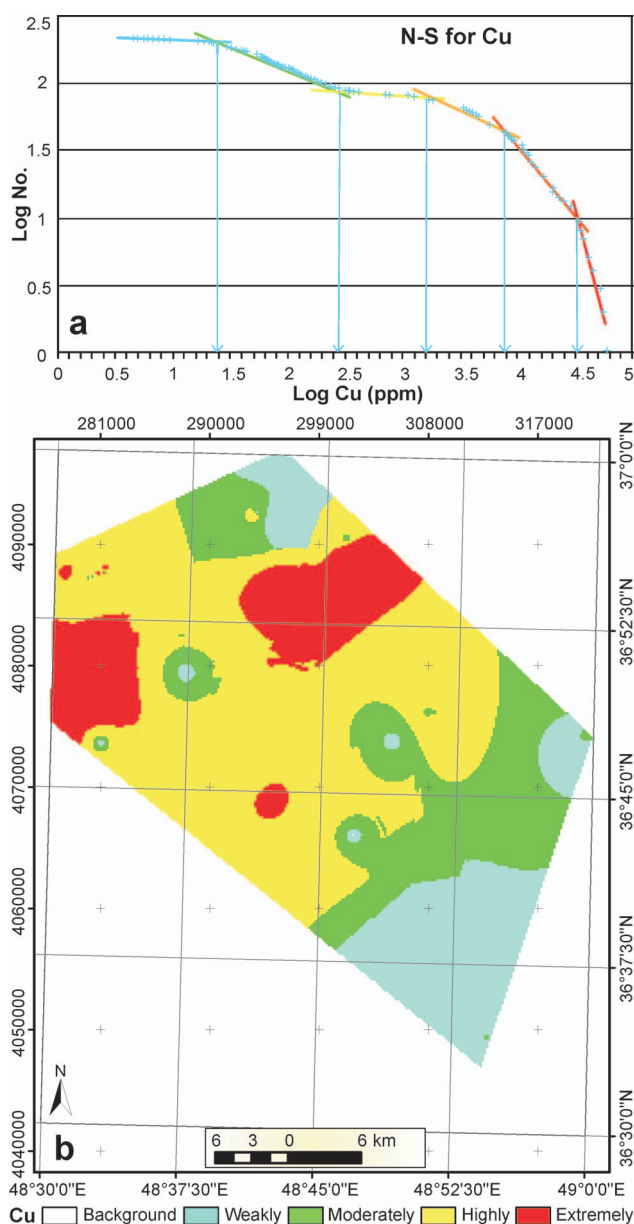 N-S for Cu
Log No.
2.5
2
1.5
1
0.5
0
a
0 0.5 1 1.5 2 2.5 3 3.5 4 4.5 5
Log Cu (ppm)
281000 290000 299000 308000 317000
37°0'0"N
36°52'30"N
36°45'0"N
36°37'30"N
36°30'0"N
4090000
4080000
4070000
4060000
4050000
4040000
N
b
6 3 0 6 km
48°30'0"E 48°37'30"E 48°45'0"E 48°52'30"E 49°0'0"E
Cu Background Weakly Moderately Highly Extremely